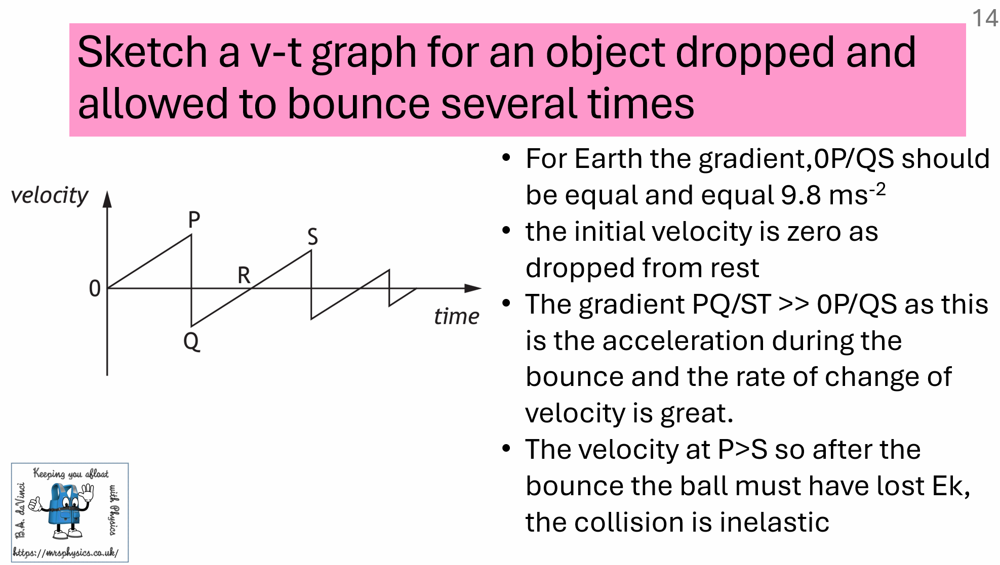 14
Sketch a v-t graph for an object dropped and
allowed to bounce several times
velocity
P
S
R
0
time
Q
• For Earth the gradient,0P/QS should
be equal and equal 9.8 ms-2
• the initial velocity is zero as
dropped from rest
• The gradient PQ/ST >> 0P/QS as this
is the acceleration during the
bounce and the rate of change of
velocity is great.
• The velocity at P>S so after the
bounce the ball must have lost Ek,
the collision is inelastic
Keeping you afloat
with Physics
B.A. daVinci
https://mrsphysics.co.uk/